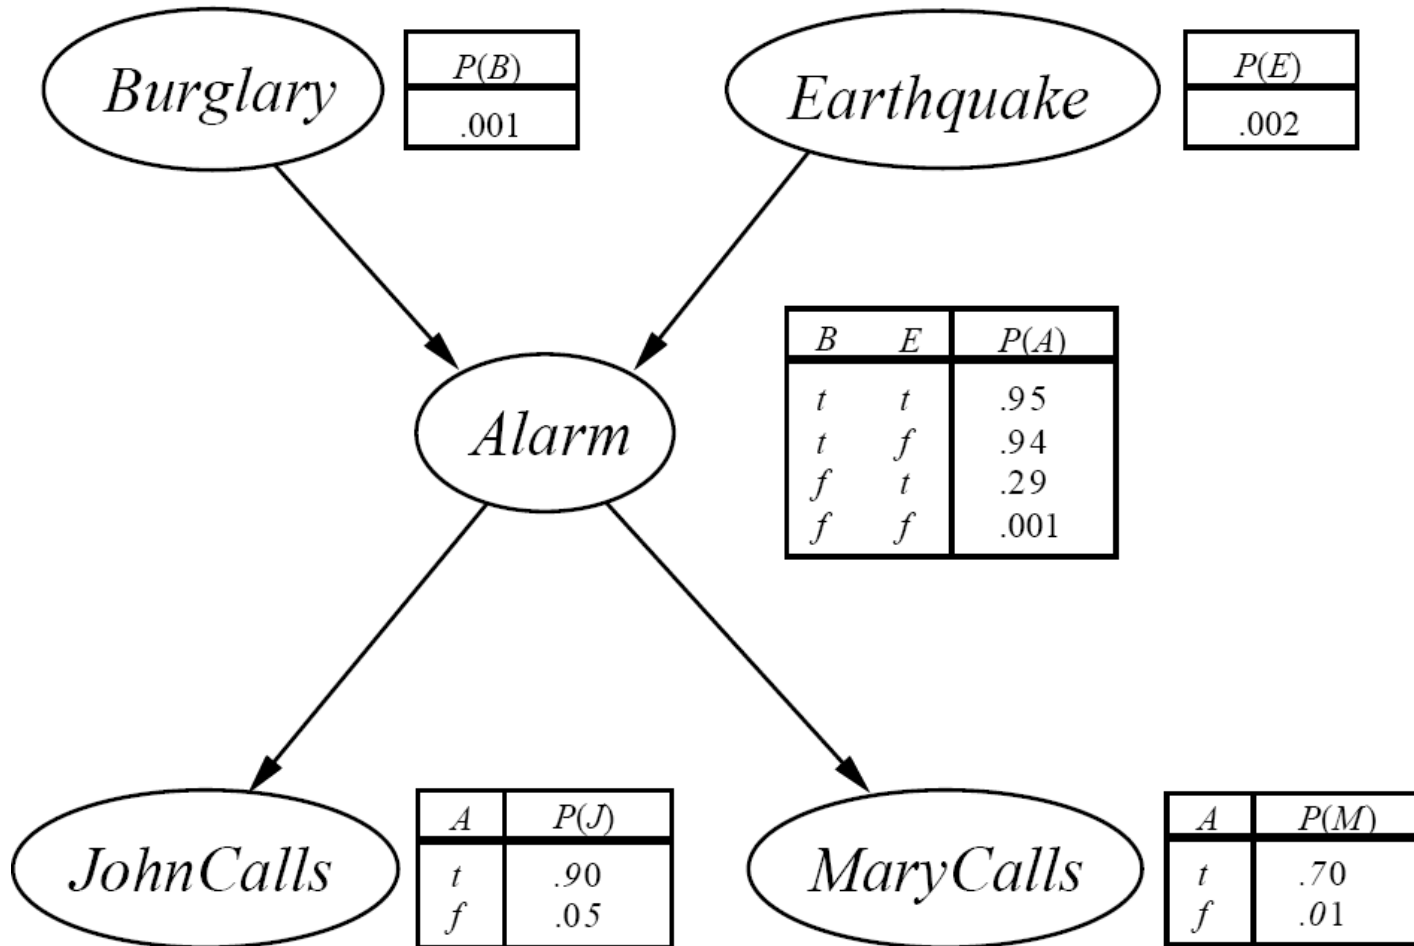 Burglary
P(B)
.001
Earthquake
P(E)
.002
Alarm
B E P(A)
t t .95
t f .94
f t .29
f f .001
JohnCalls
A P(J)
t .90
f .05
MaryCalls
A P(M)
t .70
f .01